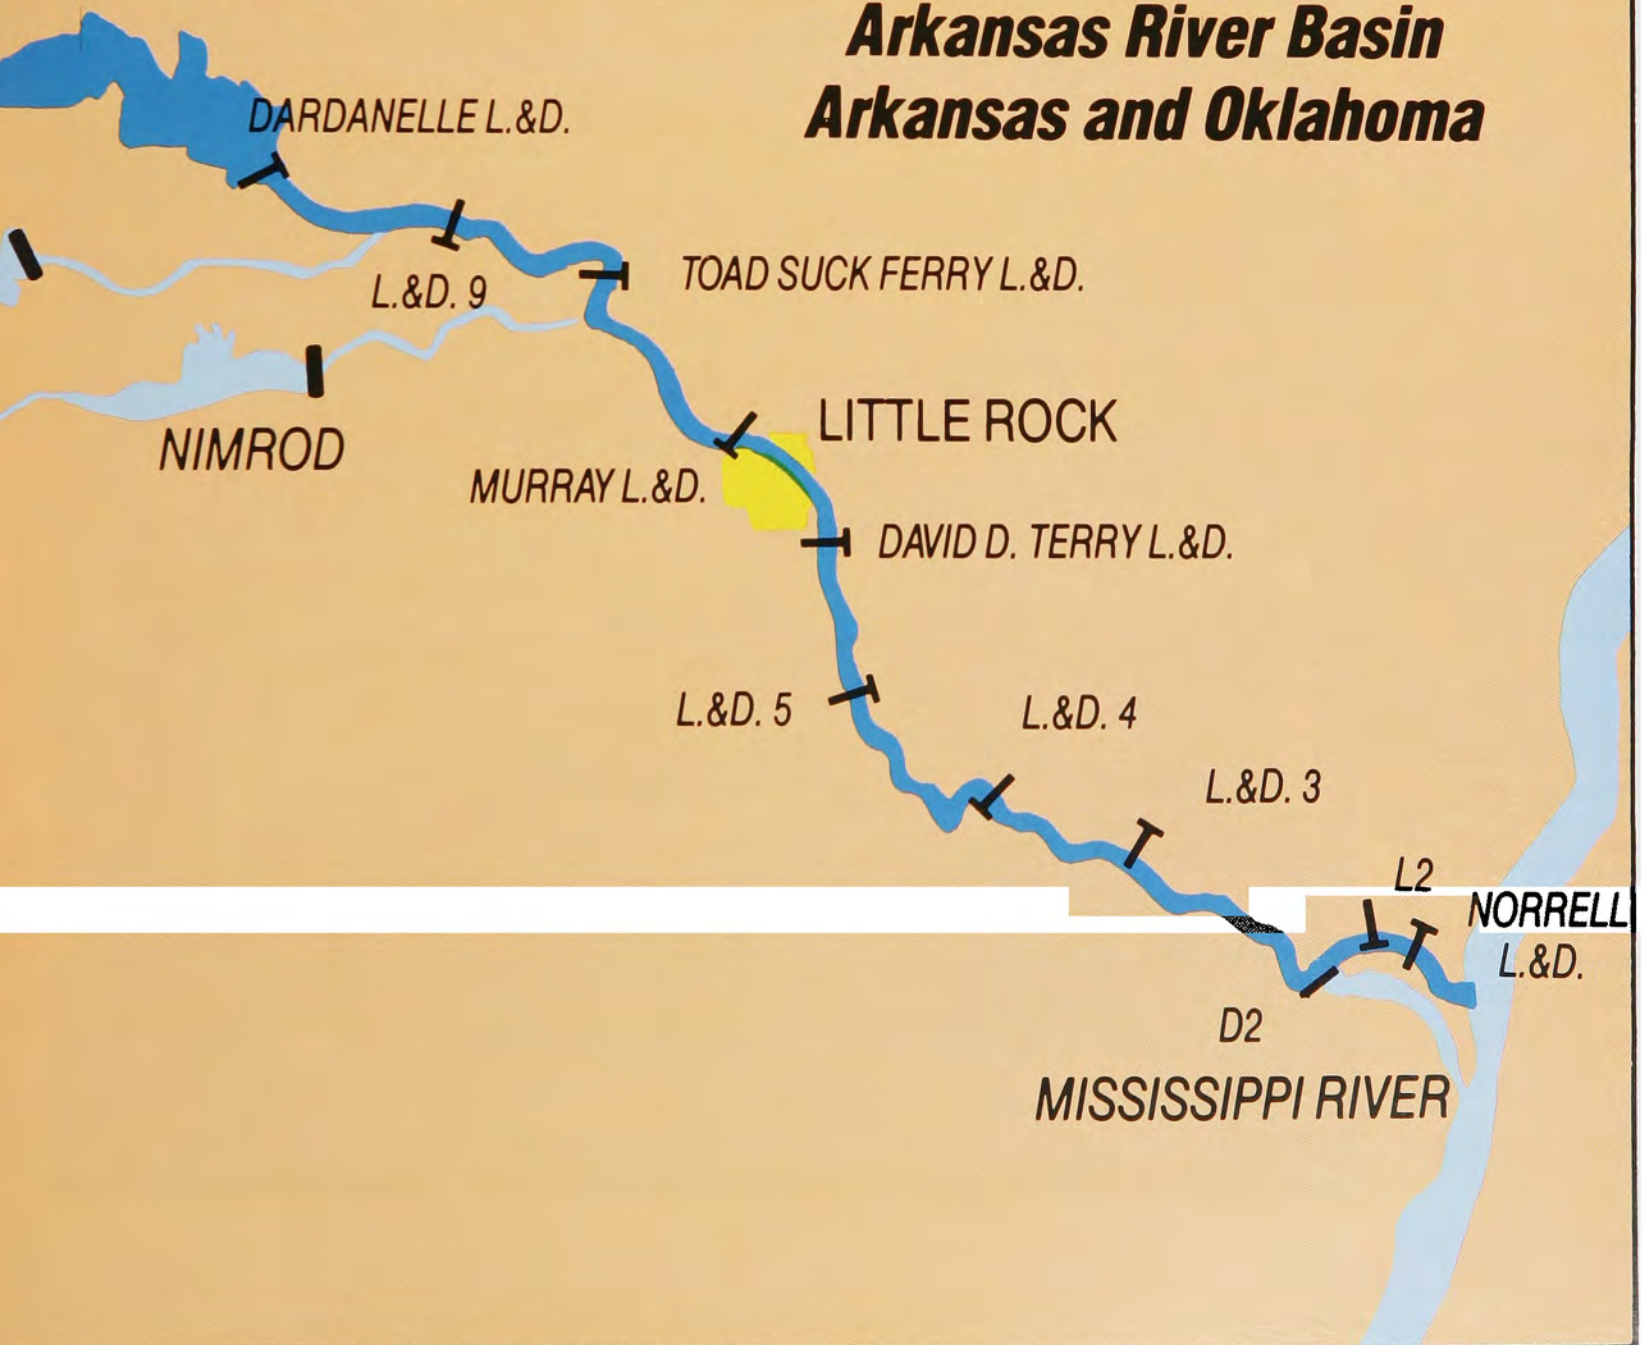 Arkansas River Basin
Arkansas and Oklahoma
DARDANELLE L.&D.
TOAD SUCK FERRY L.&D.
L.&D. 9
LITTLE ROCK
NIMROD
MURRAY L.&D.
DAVID D. TERRY L.&D.
L.&D. 5
L.&D. 4
L.&D. 3
L2
NORRELL
L.&D.
D2
MISSISSIPPI RIVER